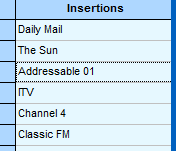 Insertions
Daily Mail
The Sun
Addressable 01
ITV
Channel 4
Classic FM